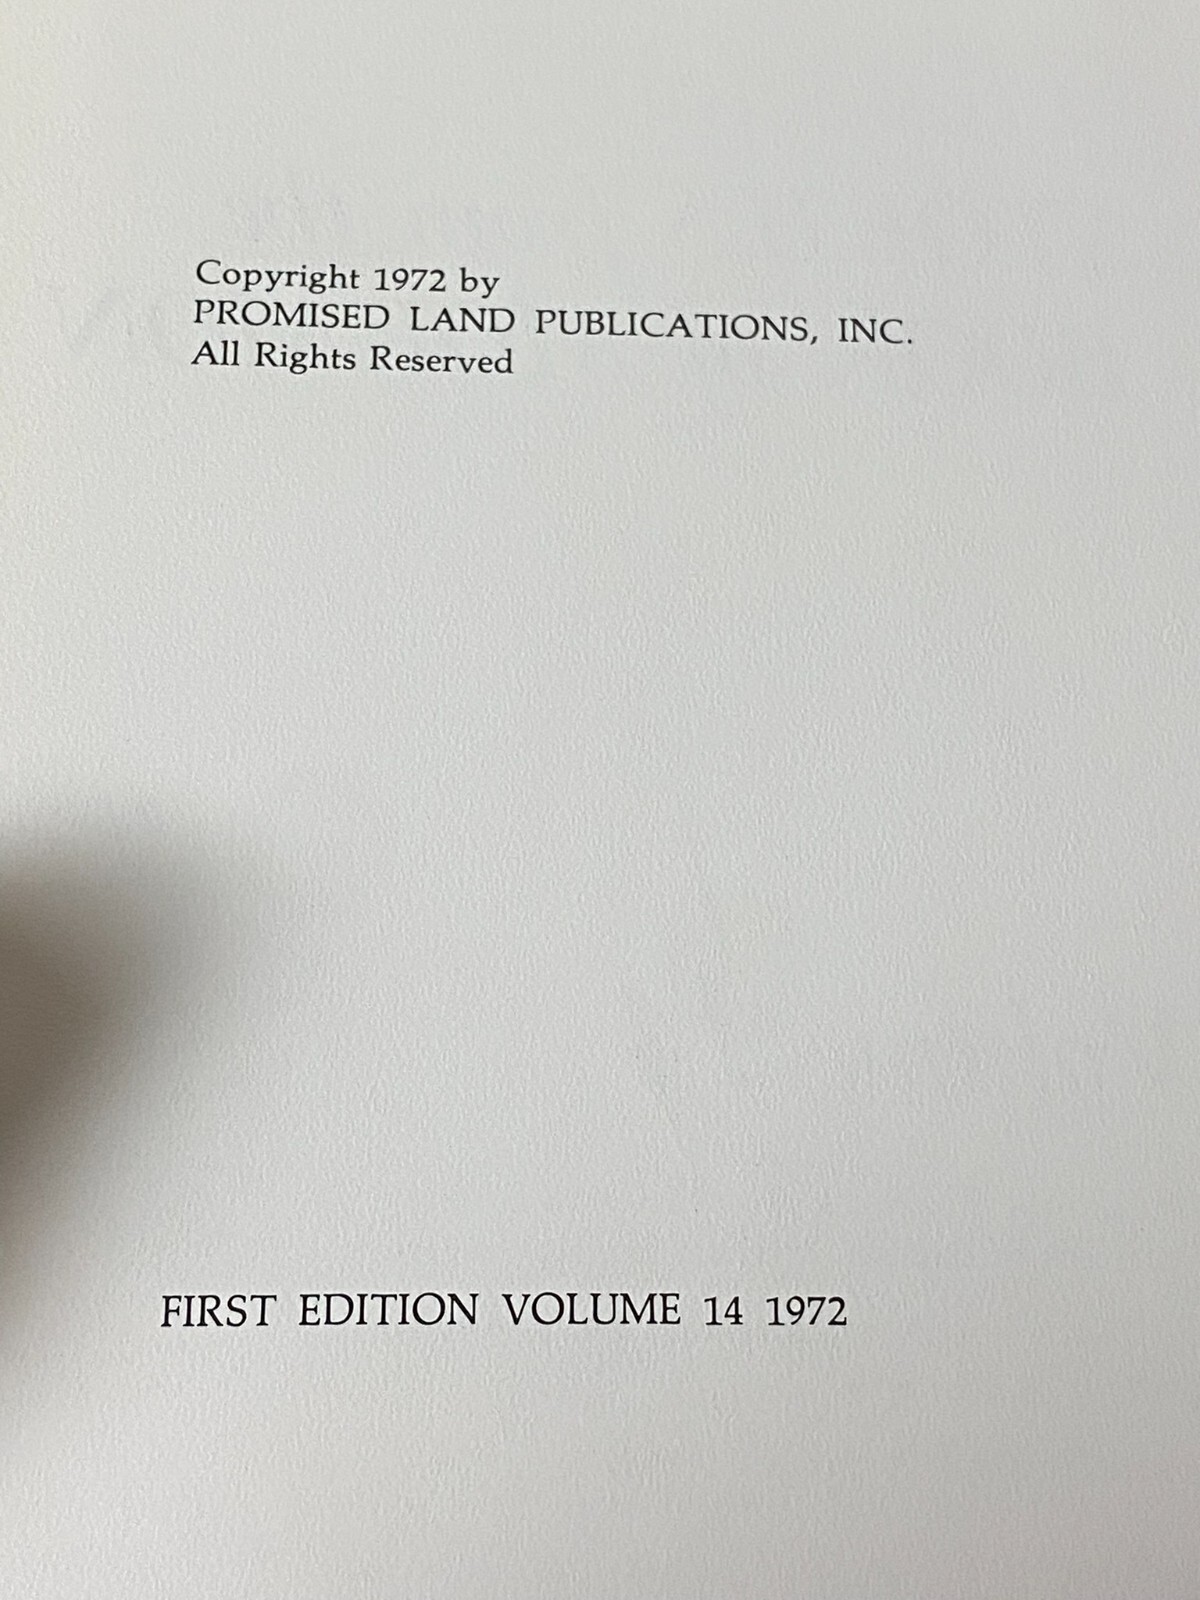 Copyright 1972 by
PROMISED LAND PUBLICATIONS, INC.
All Rights Reserved
FIRST EDITION VOLUME 14 1972